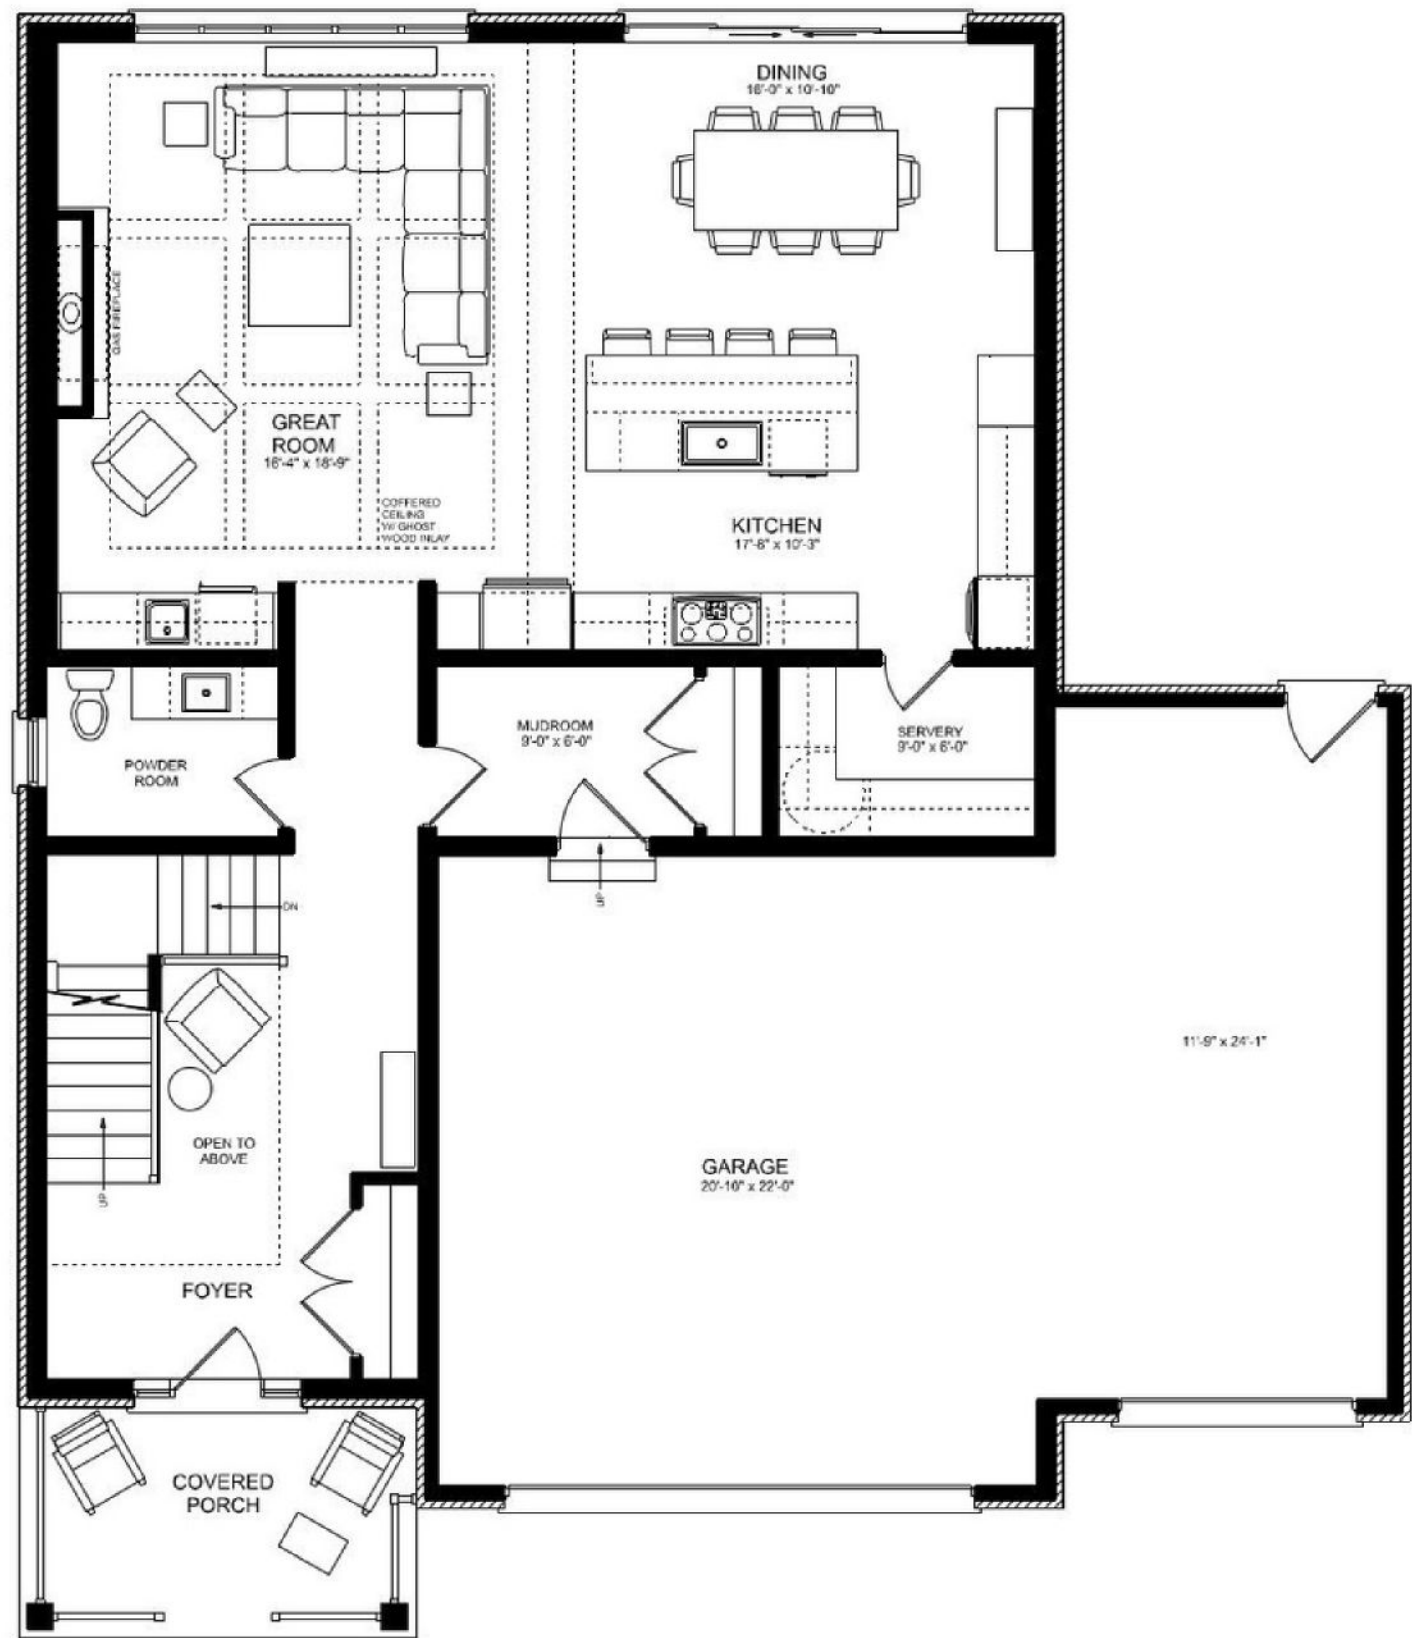 DINING
16'-0" x 10'-10"
GAS FIREPLACE
GREAT
ROOM
16'-4" x 18'-9"
COFFERED
CEILING
W/ GHOST
WOOD INLAY
KITCHEN
17'-8" x 10'-3"
MUDROOM
9'-0" x 6'-0"
SERVERY
9'-0" x 6'-0"
POWDER
ROOM
UP
DN
11'-9" x 24'-1"
OPEN TO
ABOVE
GARAGE
20'-10" x 22'-0"
UP
FOYER
COVERED
PORCH